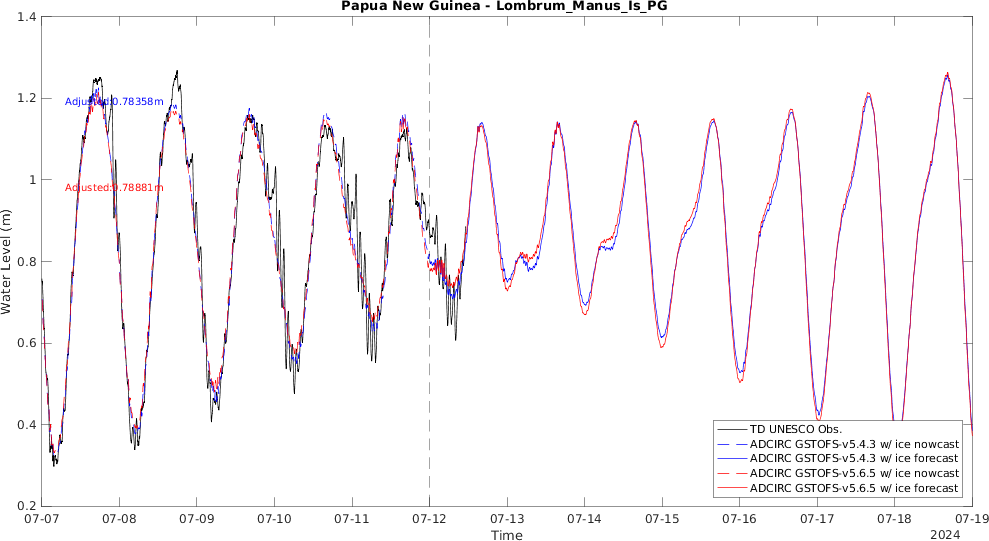 Papua New Guinea - Lombrum_Manus_Is_PG
1.4
1.2
1
0.8
0.6
0.4
0.2
Water Level (m)
Adjusted:0.78358m
Adjusted:0.78881m
TD UNESCO Obs.
ADCIRC GSTOFS-v5.4.3 w/ ice nowcast
ADCIRC GSTOFS-v5.4.3 w/ ice forecast
ADCIRC GSTOFS-v5.6.5 w/ ice nowcast
ADCIRC GSTOFS-v5.6.5 w/ ice forecast
07-07 07-08 07-09 07-10 07-11 07-12 07-13 07-14 07-15 07-16 07-17 07-18 07-19
Time
2024